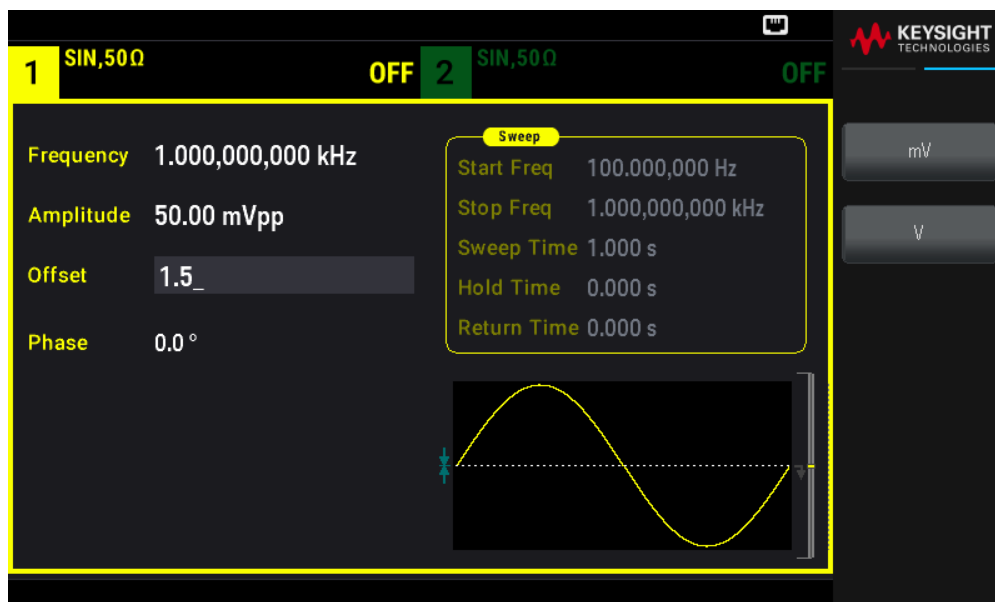 KEYSIGHT
TECHNOLOGIES
1 SIN,50Ω OFF
2 SIN,50Ω OFF
Frequency 1.000,000,000 kHz
Amplitude 50.00 mVpp
Offset 1.5_
Phase 0.0 °
Sweep
Start Freq 100.000,000 Hz
Stop Freq 1.000,000,000 kHz
Sweep Time 1.000 s
Hold Time 0.000 s
Return Time 0.000 s
mV
V